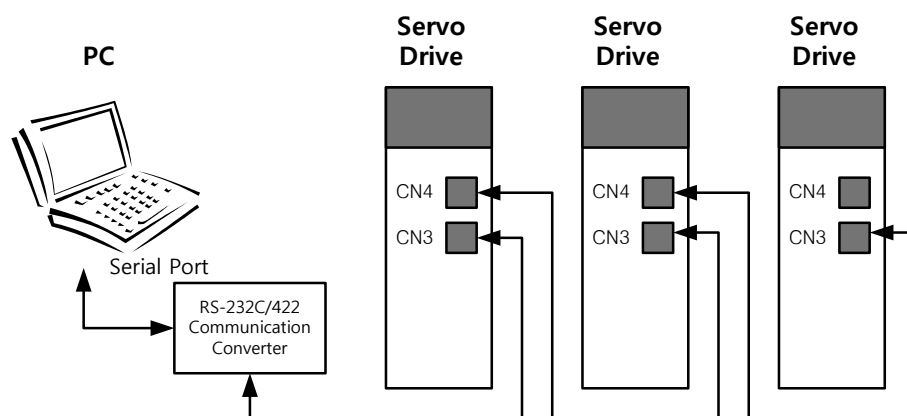 PC
Serial Port
RS-232C/422
Communication
Converter
Servo
Drive
CN4
CN3
Servo
Drive
CN4
CN3
Servo
Drive
CN4
CN3